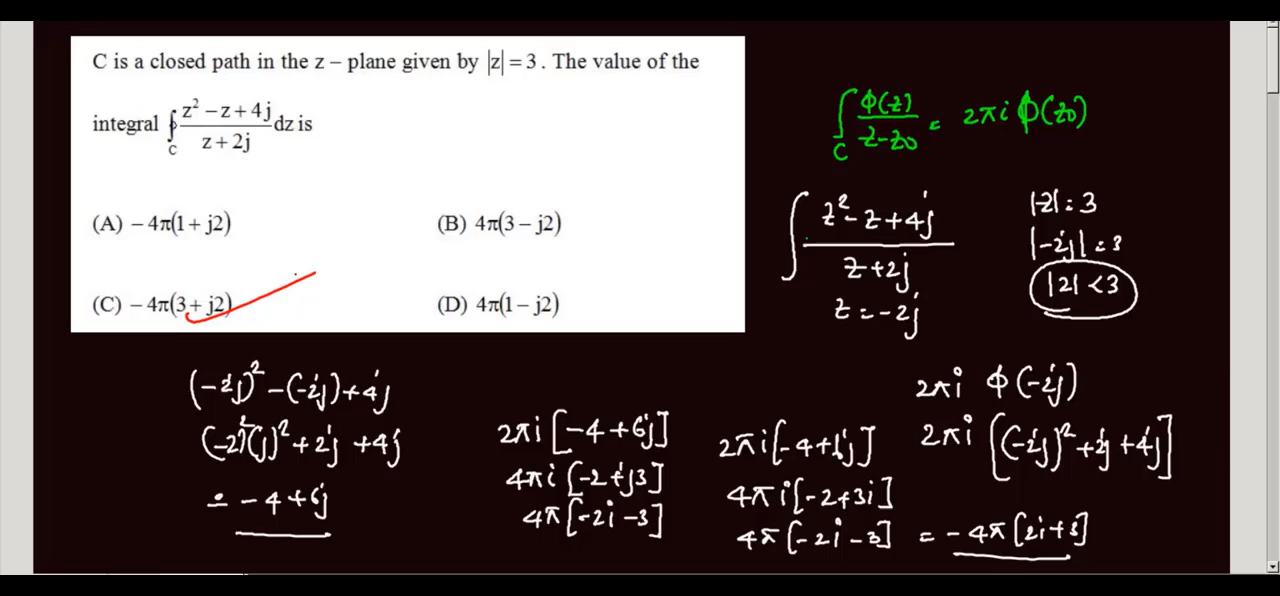 C is a closed path in the z – plane given by |z| = 3. The value of the
integral ∮_C (z² – z + 4j)/(z + 2j) dz is
(A) – 4π(1 + j2)
(B) 4π(3 – j2)
(C) – 4π(3 + j2)
(D) 4π(1 – j2)
∫_C ϕ(z)/(z-z0) = 2πi ϕ(z0)
∫ (z² - z + 4j)/(z + 2j)
z = -2j
|z| = 3
|-2j| = 3
|2| < 3
(-2j)² - (-2j) + 4j
(-2)² (j)² + 2j + 4j
= -4 + 6j
2πi [-4 + 6j]
4πi [-2 + j3]
4π [-2i - 3]
2πi [-4 + 6j]
4πi [-2 + 3i]
4π [-2i - 3] = -4π [2i + 3]
2πi ϕ(-2j)
2πi [(-2j)² + 2j + 4j]